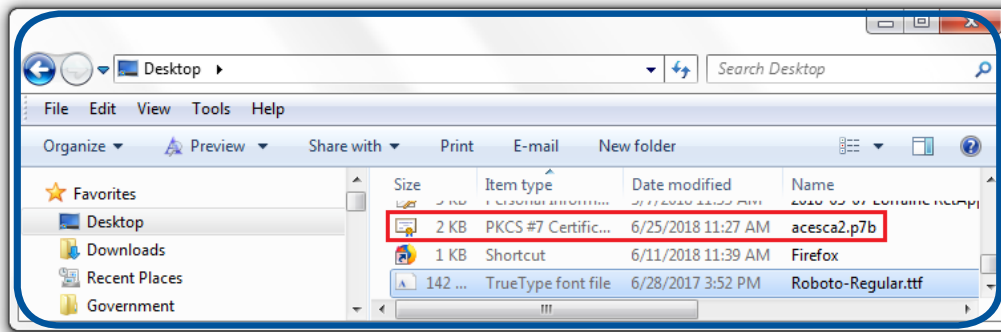 Desktop
Search Desktop
File Edit View Tools Help
Organize Preview Share with Print E-mail New folder
Favorites
Desktop
Downloads
Recent Places
Government
Size Item type Date modified Name
2 KB PKCS #7 Certific... 6/25/2018 11:27 AM acesca2.p7b
1 KB Shortcut 6/11/2018 11:39 AM Firefox
142 ... TrueType font file 6/28/2017 3:52 PM Roboto-Regular.ttf